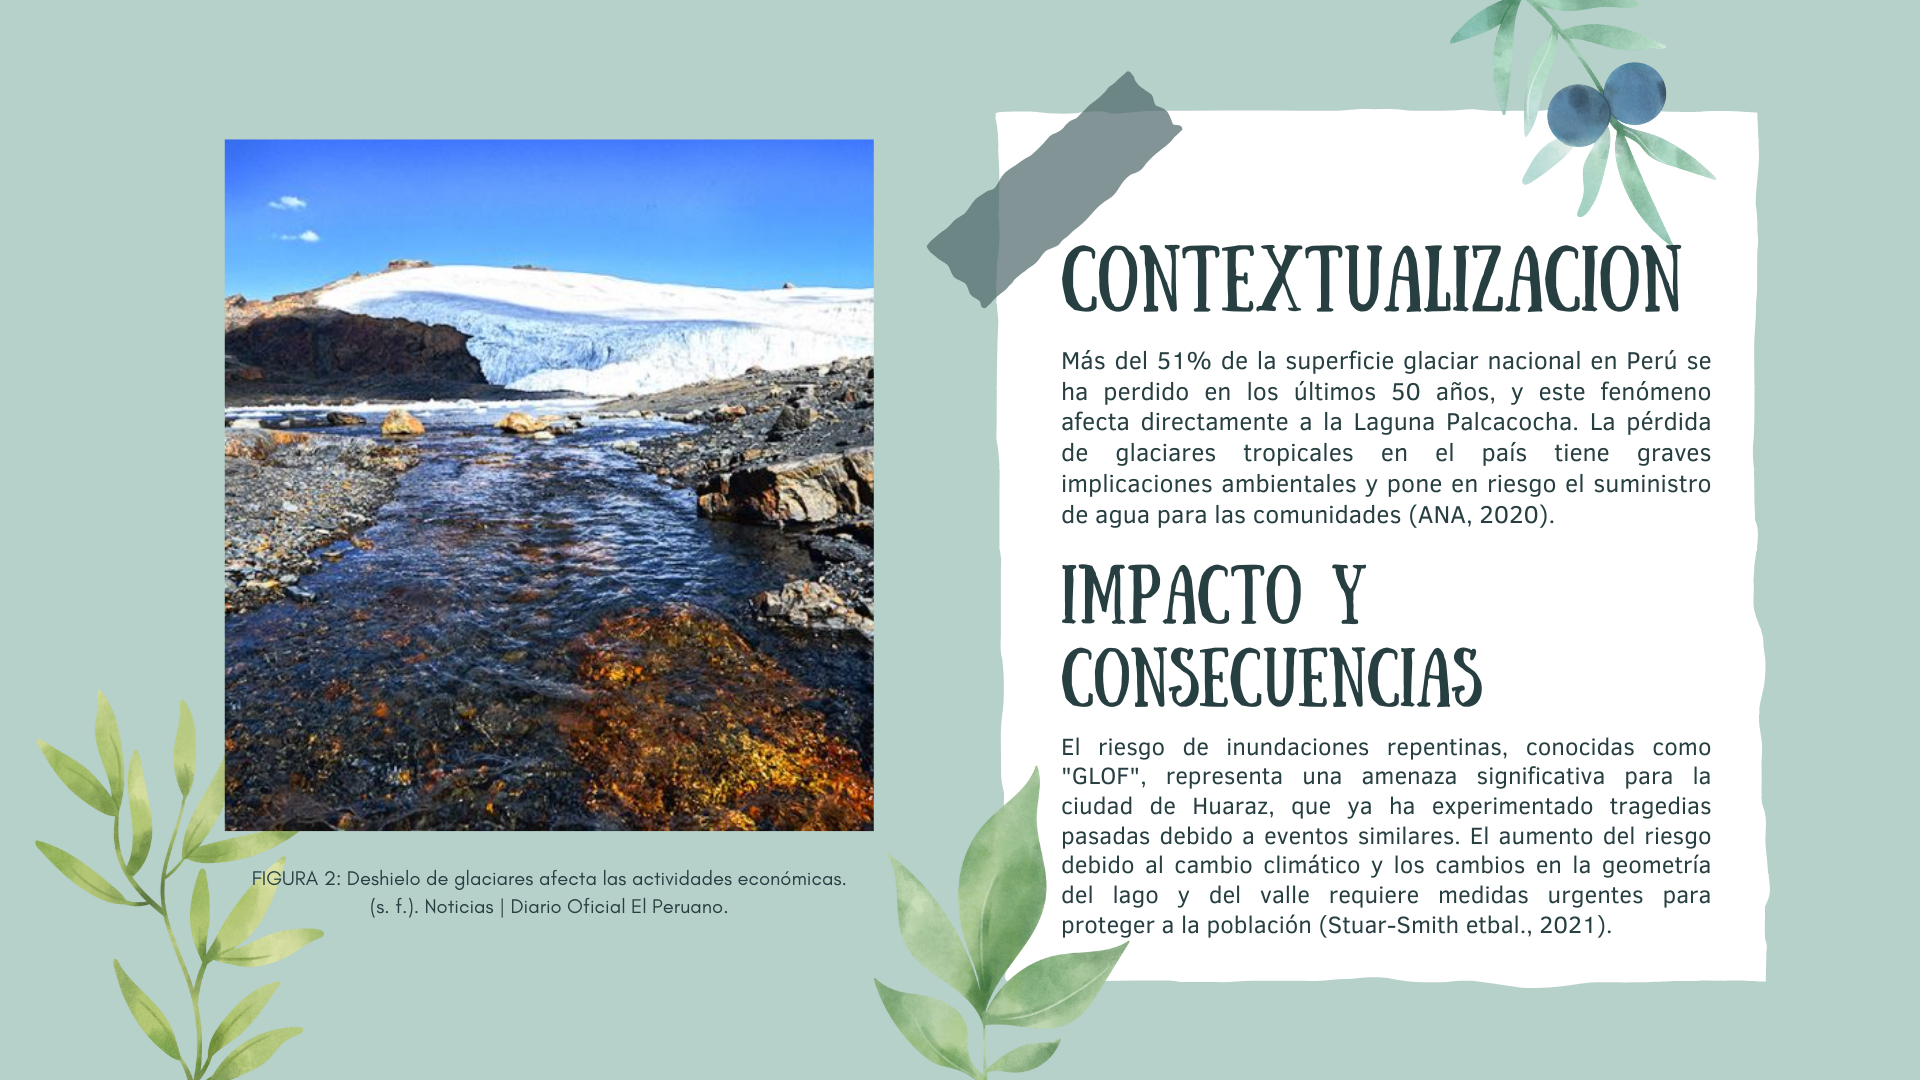 CONTEXTUALIZACION
Más del 51% de la superficie glaciar nacional en Perú se
ha perdido en los últimos 50 años, y este fenómeno
afecta directamente a la Laguna Palcacocha. La pérdida
de glaciares tropicales en el país tiene graves
implicaciones ambientales y pone en riesgo el suministro
de agua para las comunidades (ANA, 2020).
IMPACTO Y
CONSECUENCIAS
El riesgo de inundaciones repentinas, conocidas como
"GLOF", representa una amenaza significativa para la
ciudad de Huaraz, que ya ha experimentado tragedias
pasadas debido a eventos similares. El aumento del riesgo
debido al cambio climático y los cambios en la geometría
del lago y del valle requiere medidas urgentes para
proteger a la población (Stuar-Smith etbal., 2021).
FIGURA 2: Deshielo de glaciares afecta las actividades económicas.
(s. f.). Noticias | Diario Oficial El Peruano.